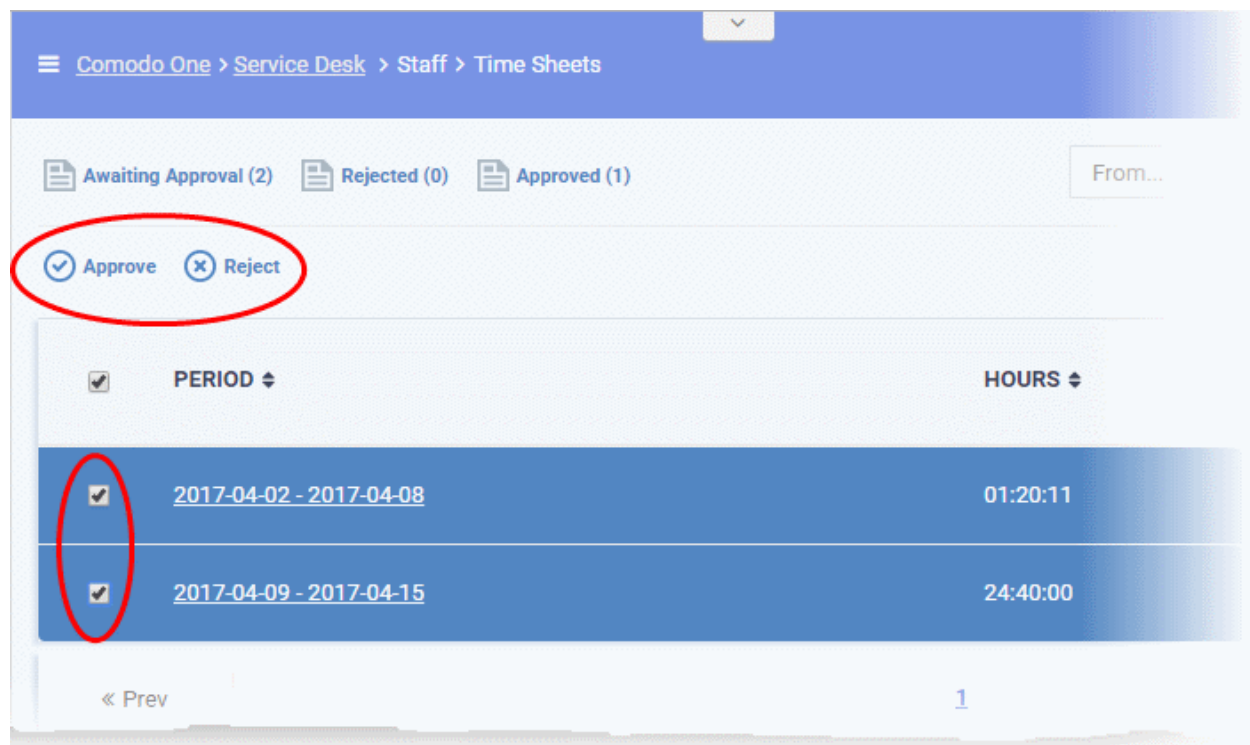 Comodo One > Service Desk > Staff > Time Sheets
Awaiting Approval (2) Rejected (0) Approved (1) From...
Approve Reject
PERIOD HOURS
2017-04-02 - 2017-04-08 01:20:11
2017-04-09 - 2017-04-15 24:40:00
« Prev 1